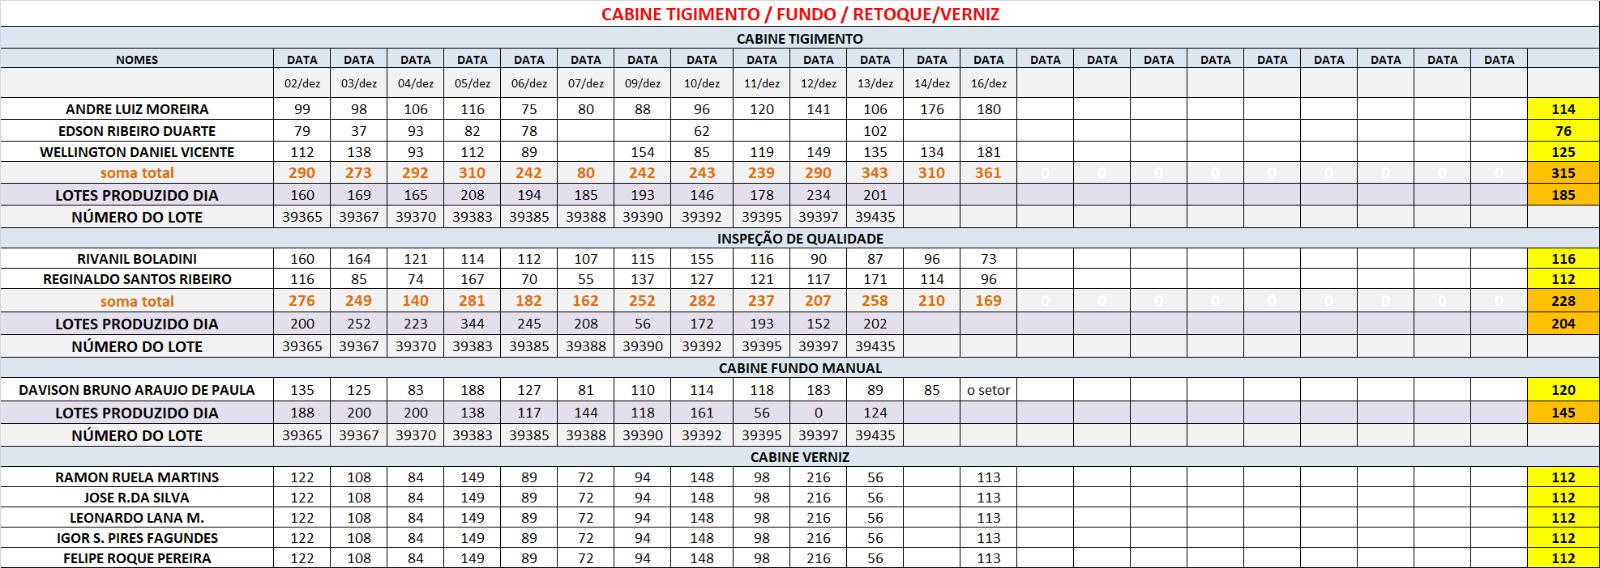 CABINE TIGIMENTO / FUNDO / RETOQUE/VERNIZ
CABINE TIGIMENTO
NOMES DATA DATA DATA DATA DATA DATA DATA DATA DATA DATA DATA DATA DATA DATA DATA DATA DATA DATA DATA DATA DATA DATA
02/dez 03/dez 04/dez 05/dez 06/dez 07/dez 09/dez 10/dez 11/dez 12/dez 13/dez 14/dez 16/dez
ANDRE LUIZ MOREIRA 99 98 106 116 75 80 88 96 120 141 106 176 180 114
EDSON RIBEIRO DUARTE 79 37 93 82 78 62 102 76
WELLINGTON DANIEL VICENTE 112 138 93 112 89 154 85 119 149 135 134 181 125
soma total 290 273 292 310 242 80 242 243 239 290 343 310 361 0 0 0 0 0 0 0 0 0 315
LOTES PRODUZIDO DIA 160 169 165 208 194 185 193 146 178 234 201 185
NÚMERO DO LOTE 39365 39367 39370 39383 39385 39388 39390 39392 39395 39397 39435
INSPEÇÃO DE QUALIDADE
RIVANIL BOLADINI 160 164 121 114 112 107 115 155 116 90 87 96 73 116
REGINALDO SANTOS RIBEIRO 116 85 74 167 70 55 137 127 121 117 171 114 96 112
soma total 276 249 140 281 182 162 252 282 237 207 258 210 169 0 0 0 0 0 0 0 0 0 228
LOTES PRODUZIDO DIA 200 252 223 344 245 208 56 172 193 152 202 204
NÚMERO DO LOTE 39365 39367 39370 39383 39385 39388 39390 39392 39395 39397 39435
CABINE FUNDO MANUAL
DAVISON BRUNO ARAUJO DE PAULA 135 125 83 188 127 81 110 114 118 183 89 85 o setor 120
LOTES PRODUZIDO DIA 188 200 200 138 117 144 118 161 56 0 124 145
NÚMERO DO LOTE 39365 39367 39370 39383 39385 39388 39390 39392 39395 39397 39435
CABINE VERNIZ
RAMON RUELA MARTINS 122 108 84 149 89 72 94 148 98 216 56 113 112
JOSE R.DA SILVA 122 108 84 149 89 72 94 148 98 216 56 113 112
LEONARDO LANA M. 122 108 84 149 89 72 94 148 98 216 56 113 112
IGOR S. PIRES FAGUNDES 122 108 84 149 89 72 94 148 98 216 56 113 112
FELIPE ROQUE PEREIRA 122 108 84 149 89 72 94 148 98 216 56 113 112